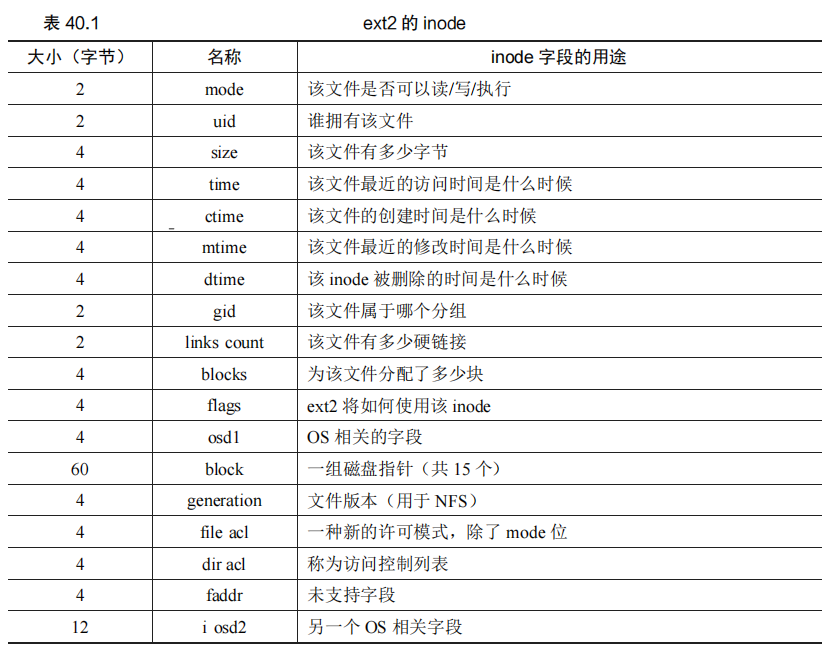 表 40.1 ext2 的 inode
大小（字节） 名称 inode 字段的用途
2 mode 该文件是否可以读/写/执行
2 uid 谁拥有该文件
4 size 该文件有多少字节
4 time 该文件最近的访问时间是什么时候
4 ctime 该文件的创建时间是什么时候
4 mtime 该文件最近的修改时间是什么时候
4 dtime 该 inode 被删除的时间是什么时候
2 gid 该文件属于哪个分组
2 links count 该文件有多少硬链接
4 blocks 为该文件分配了多少块
4 flags ext2 将如何使用该 inode
4 osd1 OS 相关的字段
60 block 一组磁盘指针（共 15 个）
4 generation 文件版本（用于 NFS）
4 file acl 一种新的许可模式，除了 mode 位
4 dir acl 称为访问控制列表
4 faddr 未支持字段
12 i osd2 另一个 OS 相关字段